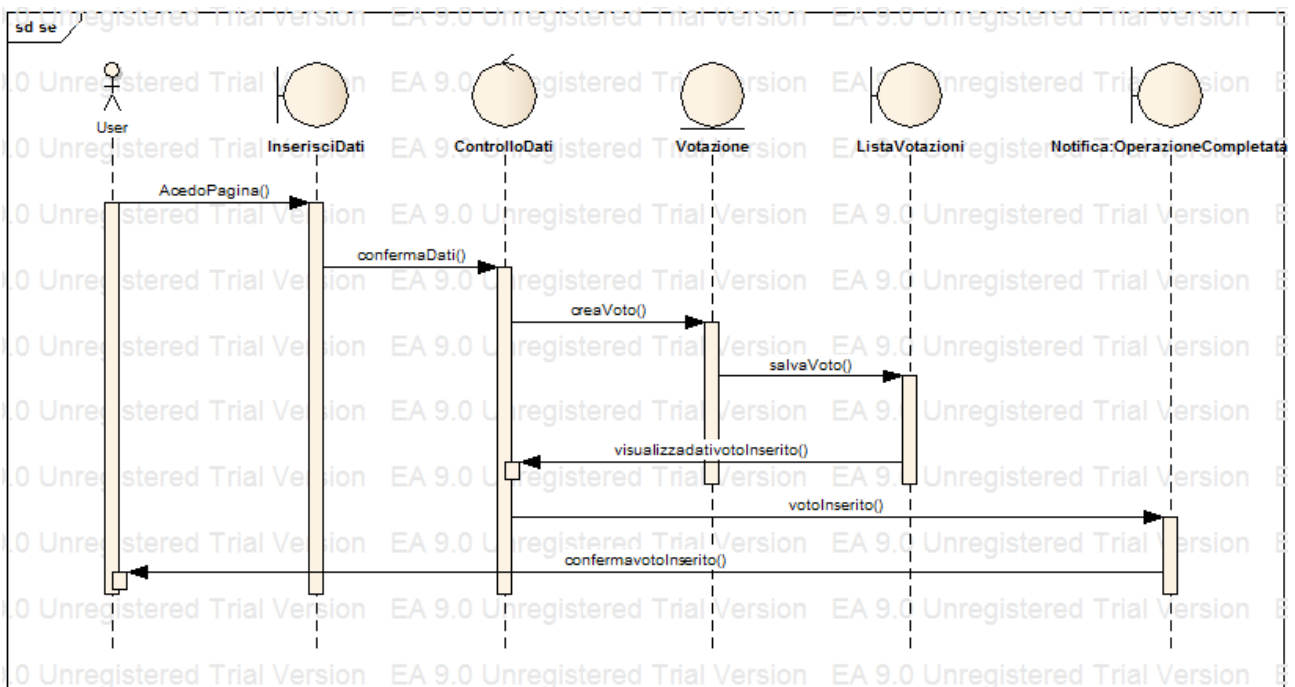 sd se
User
InserisciDati
ControlloDati
Votazione
ListaVotazioni
Notifica:OperazioneCompletata
AcedoPagina()
confermaDati()
creaVoto()
salvaVoto()
visualizzadativotoInserito()
votoInserito()
confermavotoInserito()
EA 9.0 Unregistered Trial Version